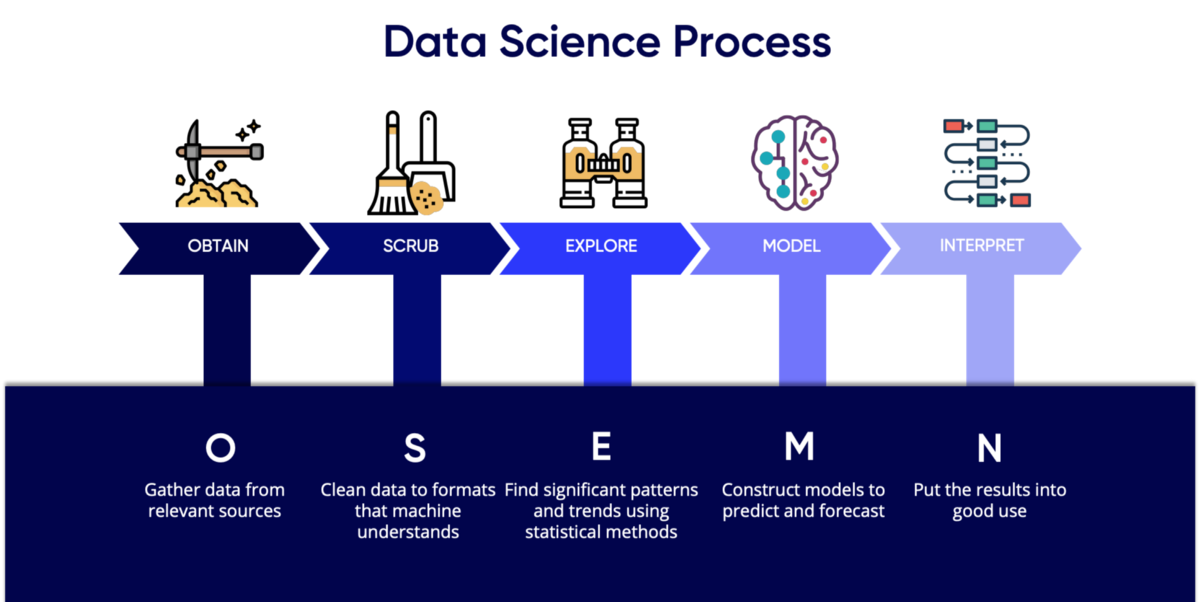 Data Science Process
OBTAIN
SCRUB
EXPLORE
MODEL
INTERPRET
O
Gather data from
relevant sources
S
Clean data to formats
that machine
understands
E
Find significant patterns
and trends using
statistical methods
M
Construct models to
predict and forecast
N
Put the results into
good use